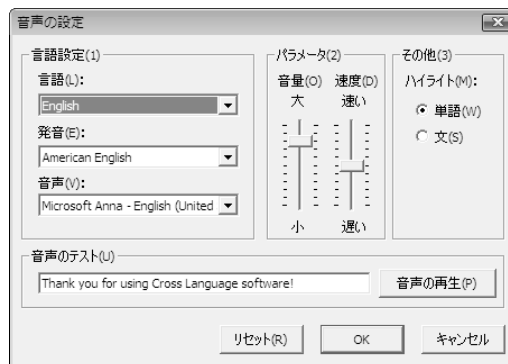 音声の設定
言語設定(1)
言語(L):
English
発音(E):
American English
音声(V):
Microsoft Anna - English (United
パラメータ(2)
音量(O) 速度(D)
大 速い
小 遅い
その他(3)
ハイライト(M):
単語(W)
文(S)
音声のテスト(U)
Thank you for using Cross Language software!
音声の再生(P)
リセット(R) OK キャンセル